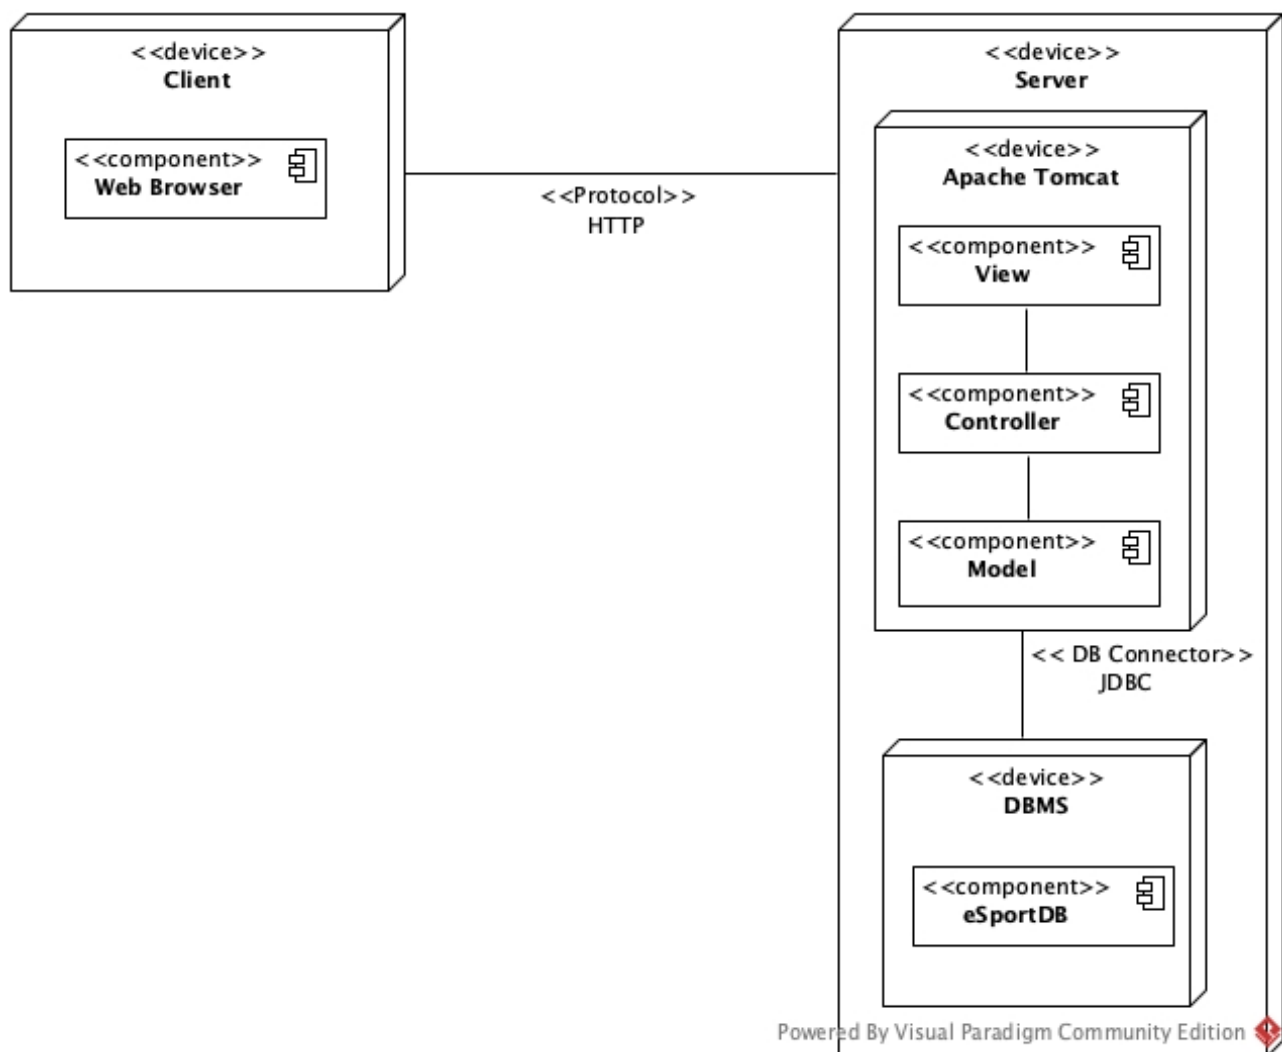 <<device>>
Client
<<component>>
Web Browser
<<Protocol>>
HTTP
<<device>>
Server
<<device>>
Apache Tomcat
<<component>>
View
<<component>>
Controller
<<component>>
Model
<< DB Connector>>
JDBC
<<device>>
DBMS
<<component>>
eSportDB
Powered By Visual Paradigm Community Edition